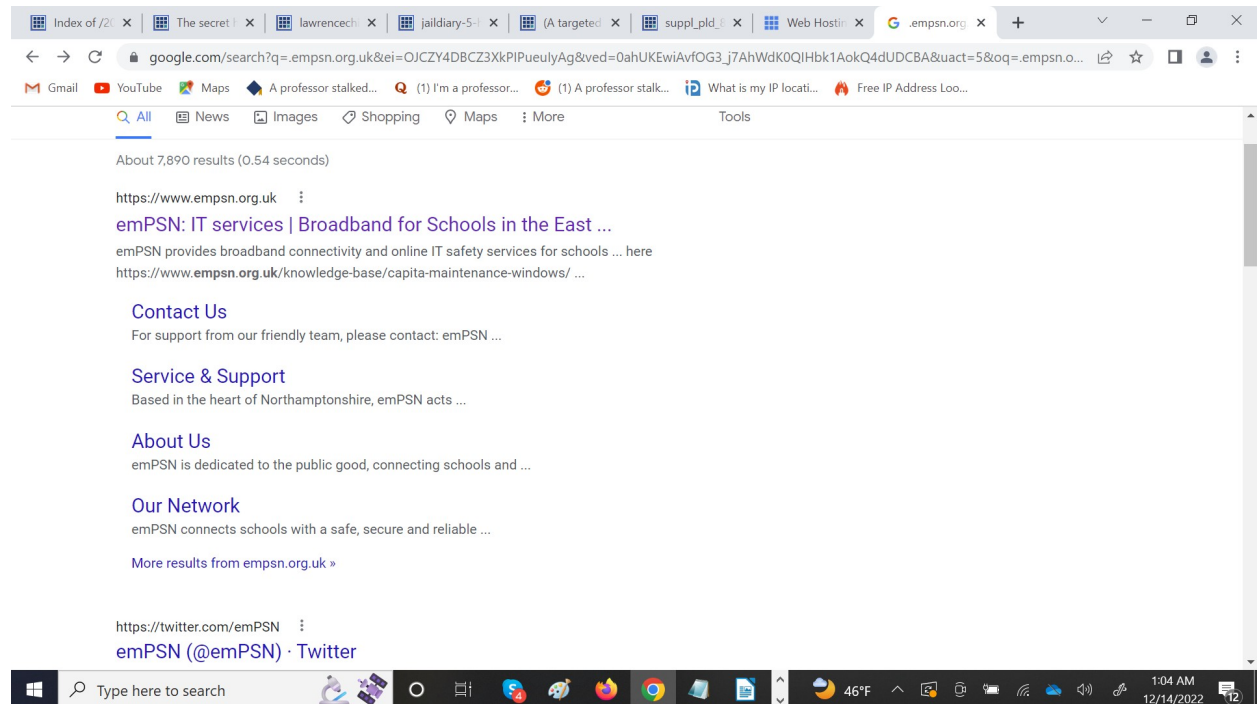 Index of /20
The secret h
lawrencechi
jaildiary-5-
(A targeted
suppl_pld_
Web Hostin
.empsn.org
google.com/search?q=.empsn.org.uk&ei=OJCZY4DBCZ3XkPIPueuIyAg&ved=0ahUKEwiAvfOG3_j7AhWdK0QIHbk1AokQ4dUDCBA&uact=5&oq=.empsn.o...
Gmail
YouTube
Maps
A professor stalked...
(1) I'm a professor...
(1) A professor stalk...
What is my IP locati...
Free IP Address Loo...
All
News
Images
Shopping
Maps
More
Tools
About 7,890 results (0.54 seconds)
https://www.empsn.org.uk
emPSN: IT services | Broadband for Schools in the East ...
emPSN provides broadband connectivity and online IT safety services for schools ... here
https://www.empsn.org.uk/knowledge-base/capita-maintenance-windows/ ...
Contact Us
For support from our friendly team, please contact: emPSN ...
Service & Support
Based in the heart of Northamptonshire, emPSN acts ...
About Us
emPSN is dedicated to the public good, connecting schools and ...
Our Network
emPSN connects schools with a safe, secure and reliable ...
More results from empsn.org.uk »
https://twitter.com/emPSN
emPSN (@emPSN) · Twitter
Type here to search
46°F
1:04 AM
12/14/2022
12